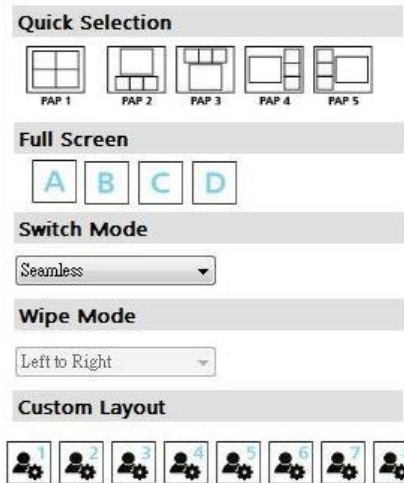 Quick Selection
PAP 1 PAP 2 PAP 3 PAP 4 PAP 5
Full Screen
A B C D
Switch Mode
Seamless
Wipe Mode
Left to Right
Custom Layout
1 2 3 4 5 6 7